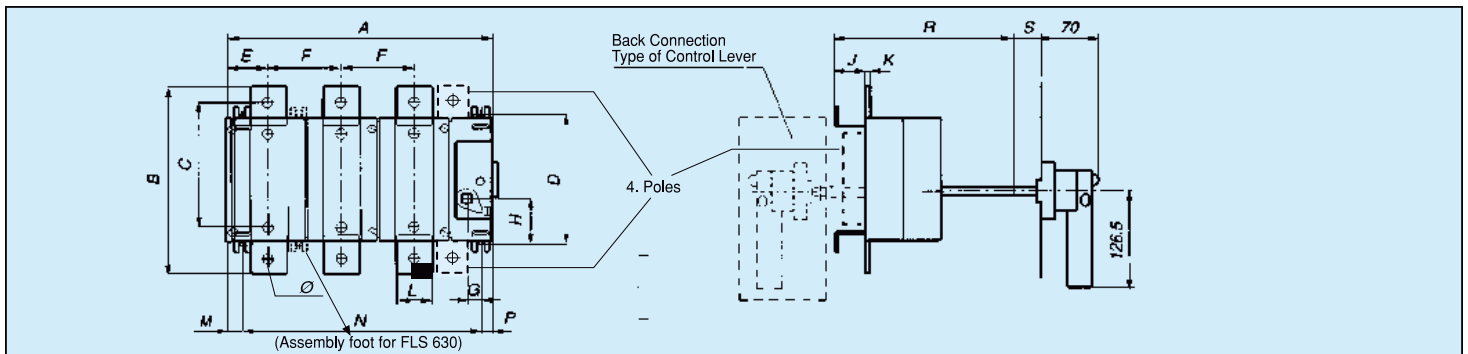 A
E
F
F
B
C
D
H
Ø
L
G
M
N
P
(Assembly foot for FLS 630)
4. Poles
Back Connection
Type of Control Lever
R
S
70
J
K
126.5